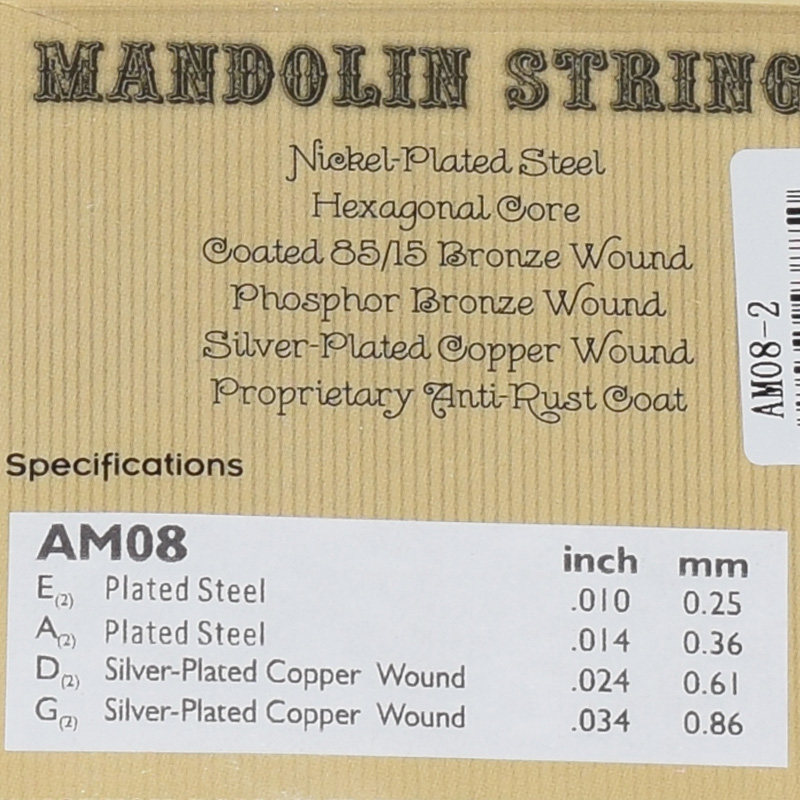 MANDOLIN STRING
Nickel-Plated Steel
Hexagonal Core
Coated 85/15 Bronze Wound
Phosphor Bronze Wound
Silver-Plated Copper Wound
Proprietary Anti-Rust Coat
AM08-2
Specifications
AM08 inch mm
E(2) Plated Steel .010 0.25
A(2) Plated Steel .014 0.36
D(2) Silver-Plated Copper Wound .024 0.61
G(2) Silver-Plated Copper Wound .034 0.86